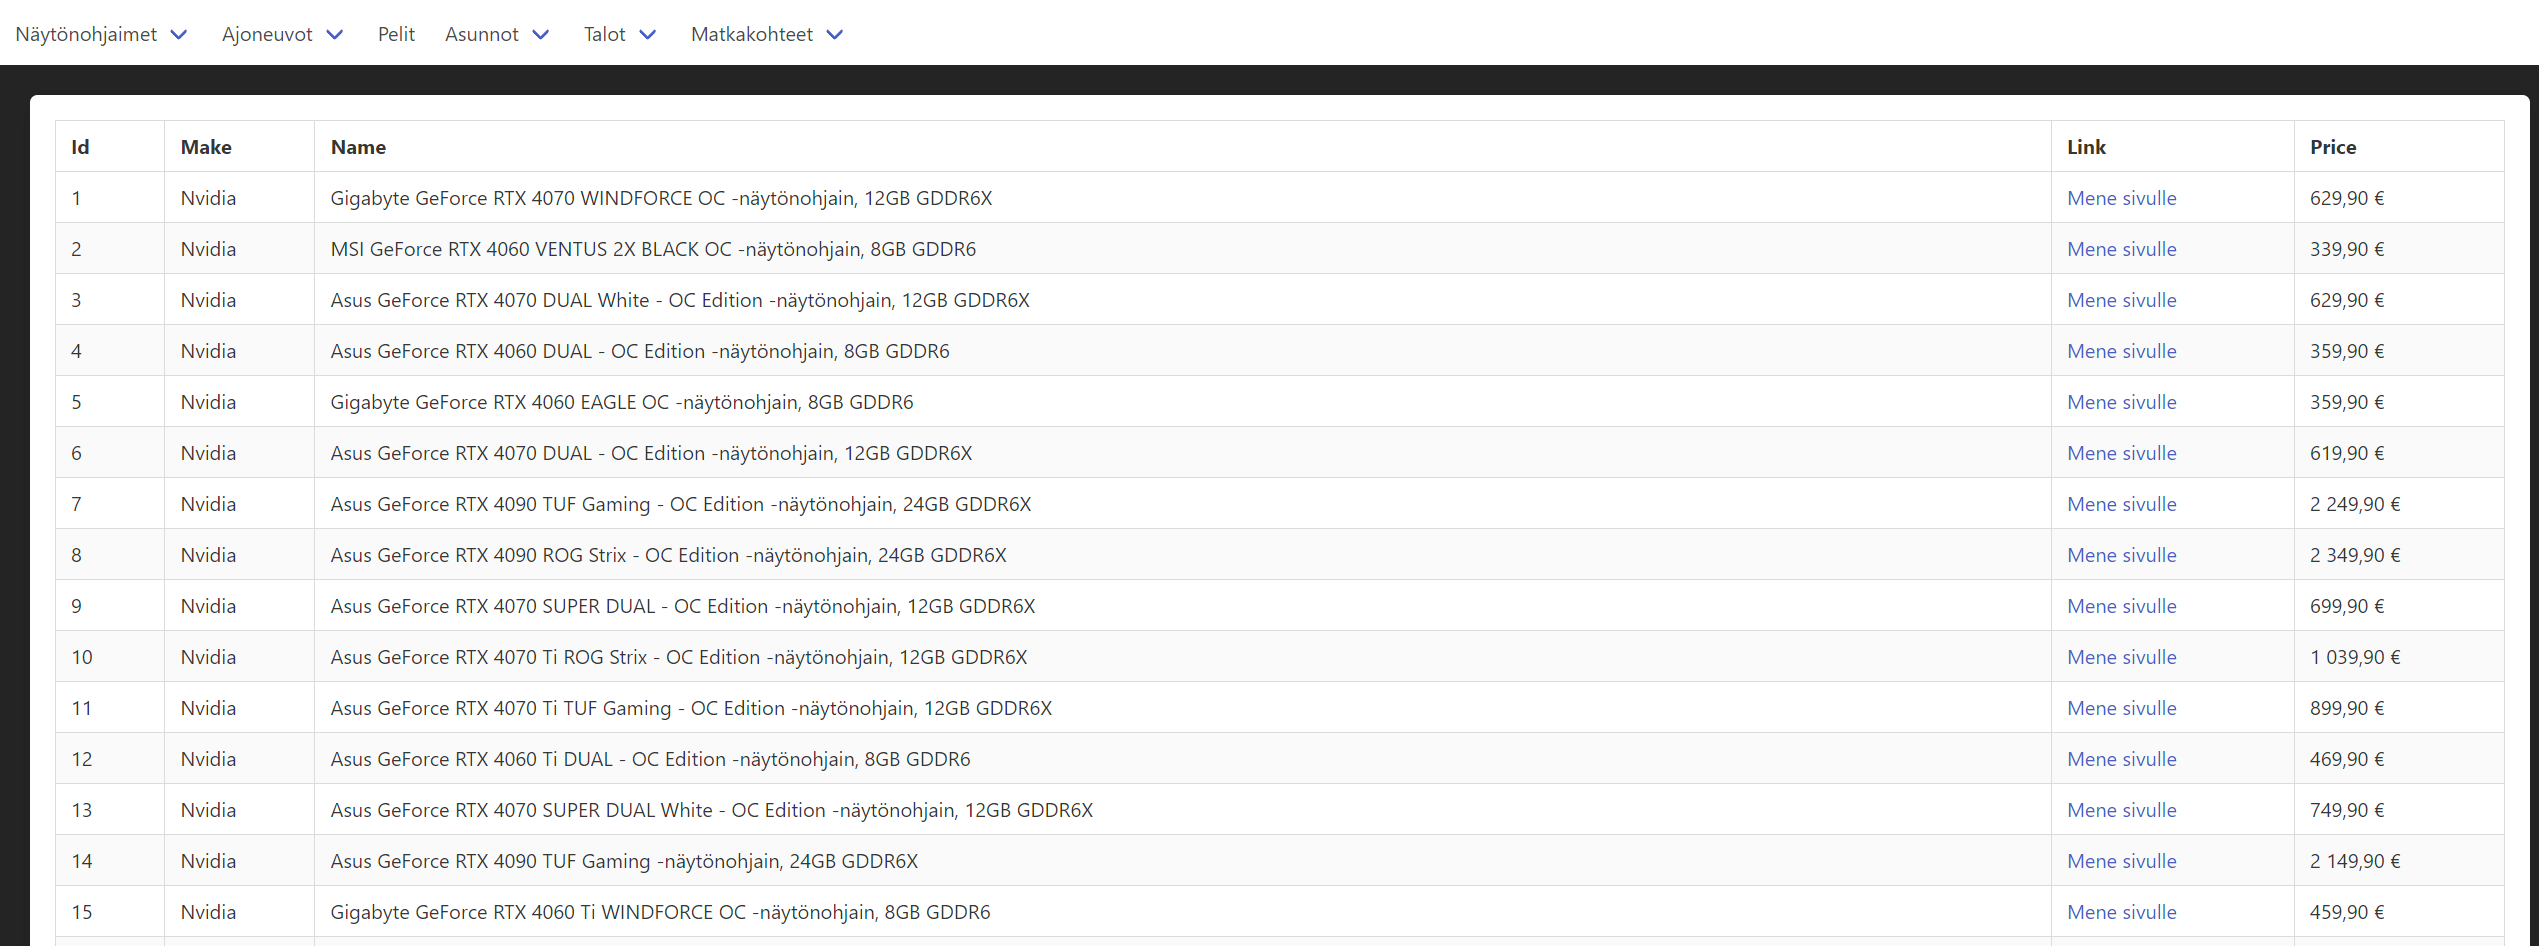 Näytönohjaimet Ajoneuvot Pelit Asunnot Talot Matkakohteet
Id Make Name Link Price
1 Nvidia Gigabyte GeForce RTX 4070 WINDFORCE OC -näytönohjain, 12GB GDDR6X Mene sivulle 629,90 €
2 Nvidia MSI GeForce RTX 4060 VENTUS 2X BLACK OC -näytönohjain, 8GB GDDR6 Mene sivulle 339,90 €
3 Nvidia Asus GeForce RTX 4070 DUAL White - OC Edition -näytönohjain, 12GB GDDR6X Mene sivulle 629,90 €
4 Nvidia Asus GeForce RTX 4060 DUAL - OC Edition -näytönohjain, 8GB GDDR6 Mene sivulle 359,90 €
5 Nvidia Gigabyte GeForce RTX 4060 EAGLE OC -näytönohjain, 8GB GDDR6 Mene sivulle 359,90 €
6 Nvidia Asus GeForce RTX 4070 DUAL - OC Edition -näytönohjain, 12GB GDDR6X Mene sivulle 619,90 €
7 Nvidia Asus GeForce RTX 4090 TUF Gaming - OC Edition -näytönohjain, 24GB GDDR6X Mene sivulle 2 249,90 €
8 Nvidia Asus GeForce RTX 4090 ROG Strix - OC Edition -näytönohjain, 24GB GDDR6X Mene sivulle 2 349,90 €
9 Nvidia Asus GeForce RTX 4070 SUPER DUAL - OC Edition -näytönohjain, 12GB GDDR6X Mene sivulle 699,90 €
10 Nvidia Asus GeForce RTX 4070 Ti ROG Strix - OC Edition -näytönohjain, 12GB GDDR6X Mene sivulle 1 039,90 €
11 Nvidia Asus GeForce RTX 4070 Ti TUF Gaming - OC Edition -näytönohjain, 12GB GDDR6X Mene sivulle 899,90 €
12 Nvidia Asus GeForce RTX 4060 Ti DUAL - OC Edition -näytönohjain, 8GB GDDR6 Mene sivulle 469,90 €
13 Nvidia Asus GeForce RTX 4070 SUPER DUAL White - OC Edition -näytönohjain, 12GB GDDR6X Mene sivulle 749,90 €
14 Nvidia Asus GeForce RTX 4090 TUF Gaming -näytönohjain, 24GB GDDR6X Mene sivulle 2 149,90 €
15 Nvidia Gigabyte GeForce RTX 4060 Ti WINDFORCE OC -näytönohjain, 8GB GDDR6 Mene sivulle 459,90 €